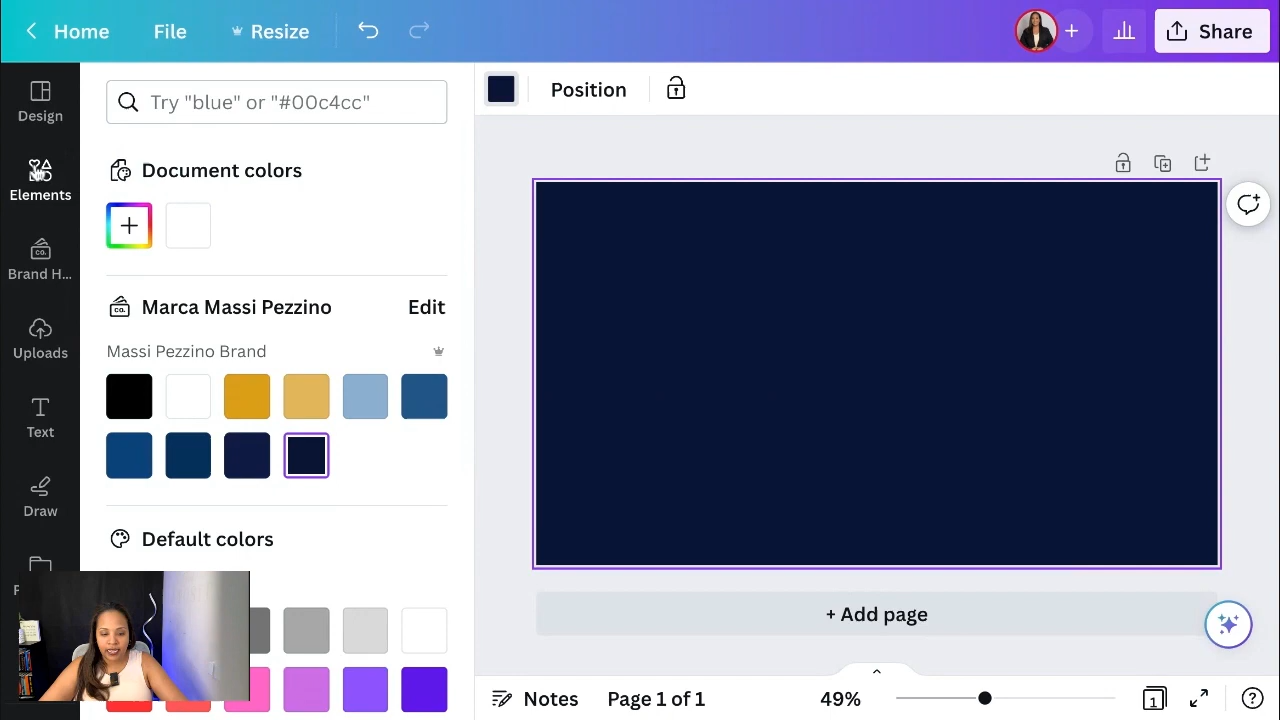 Home File Resize Share
Design
Elements
Brand H...
Uploads
Text
Draw
Try "blue" or "#00c4cc"
Document colors
Marca Massi Pezzino Edit
Massi Pezzino Brand
Default colors
Position
+ Add page
Notes Page 1 of 1 49% 1